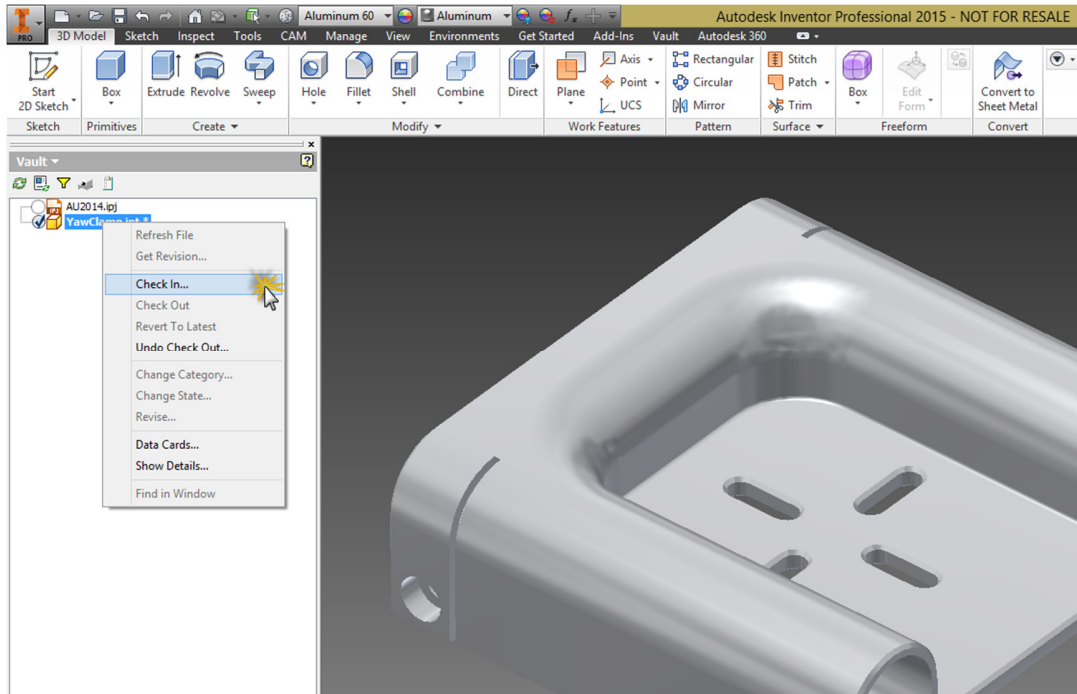 PRO
Aluminum 60
Aluminum
Autodesk Inventor Professional 2015 - NOT FOR RESALE
3D Model Sketch Inspect Tools CAM Manage View Environments Get Started Add-Ins Vault Autodesk 360
Start
2D Sketch
Box
Extrude Revolve Sweep
Hole Fillet Shell Combine
Direct
Plane
Axis
Point
UCS
Rectangular
Circular
Mirror
Stitch
Patch
Trim
Box
Edit
Form
Convert to
Sheet Metal
Sketch Primitives Create Modify Work Features Pattern Surface Freeform Convert
Vault
AU2014.ipj
YawClamp.ipt *
Refresh File
Get Revision...
Check In...
Check Out
Revert To Latest
Undo Check Out...
Change Category...
Change State...
Revise...
Data Cards...
Show Details...
Find in Window